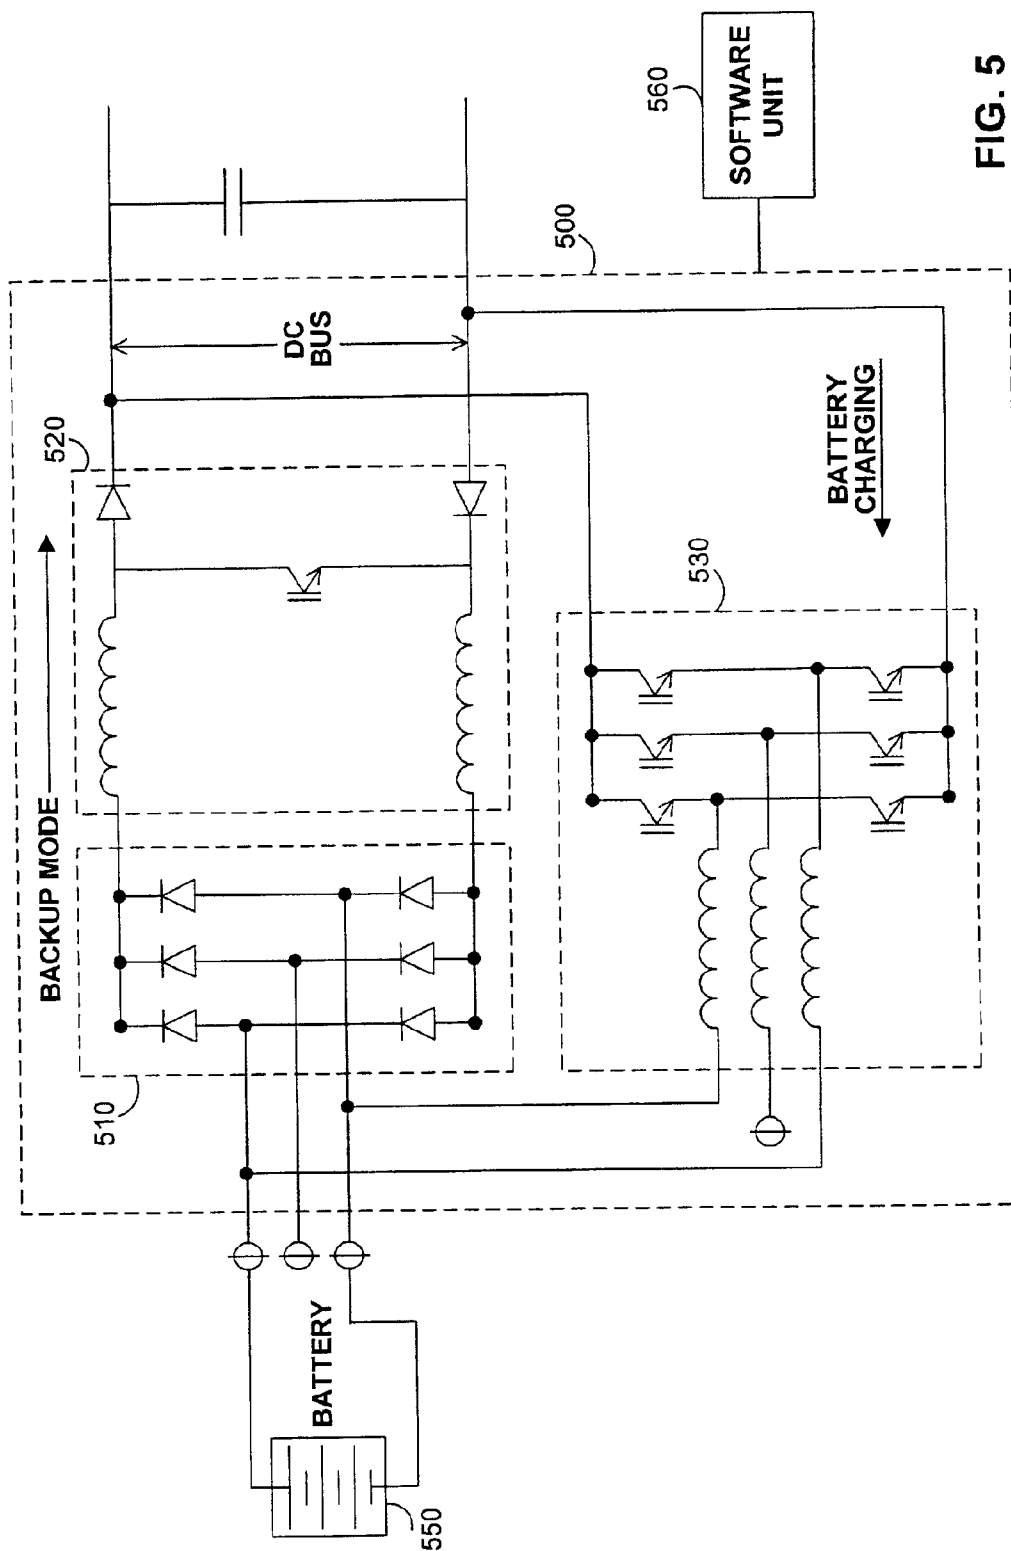 BACKUP MODE
520
DC
BUS
500
560
SOFTWARE
UNIT
510
BATTERY
550
530
BATTERY
CHARGING
FIG. 5